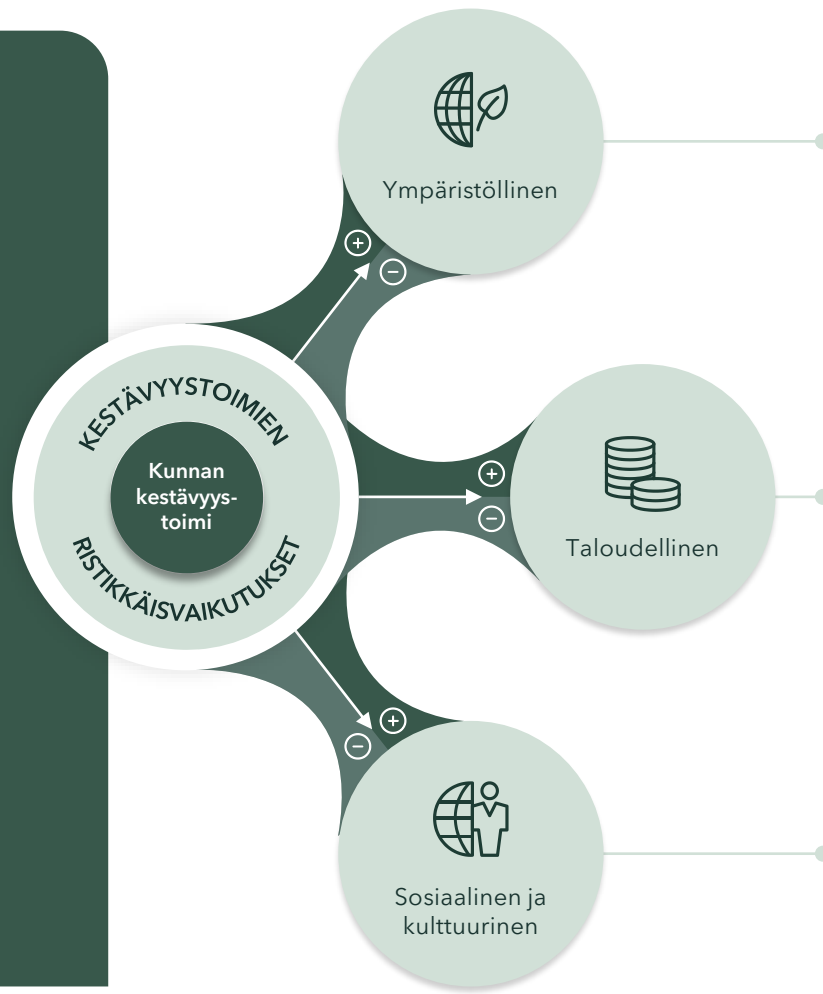 Ympäristöllinen
+
−
KESTÄVYYSTOIMIEN
Kunnan
kestävyys-
toimi
RISTIKKÄISVAIKUTUKSET
+
−
Taloudellinen
+
−
Sosiaalinen ja
kulttuurinen